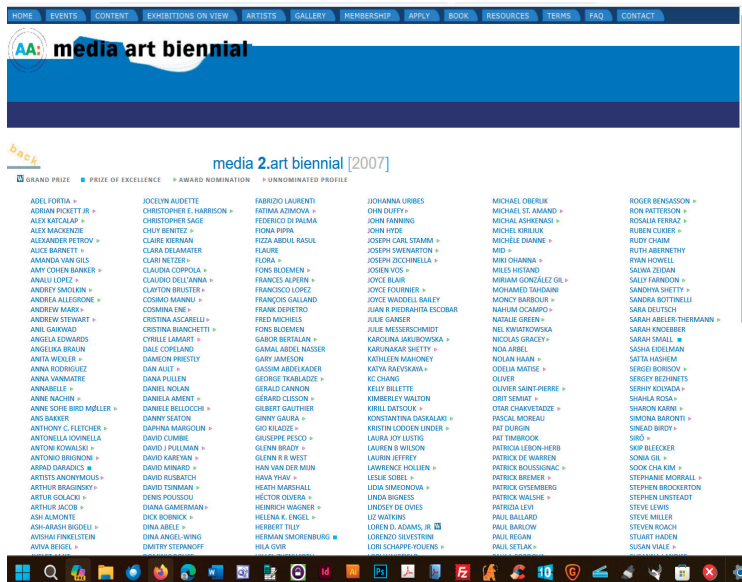 HOME EVENTS CONTENT EXHIBITIONS ON VIEW ARTISTS GALLERY MEMBERSHIP APPLY BOOK RESOURCES TERMS FAQ CONTACT
AA: media art biennial
back
media 2.art biennial [2007]
GRAND PRIZE PRIZE OF EXCELLENCE AWARD NOMINATION UNNOMINATED PROFILE
ADEL FORTIA
ADRIAN PICKETT JR
ALEX KATCALAP
ALEX MACKENZIE
ALEXANDER PETROV
ALICE BARNETT
AMANDA VAN GILS
AMY COHEN BANKER
ANALU LOPEZ
ANDREY SMOLKIN
ANDREA ALLEGRONE
ANDREW MARX
ANDREW STEWART
ANIL GAIKWAD
ANGELA EDWARDS
ANGELIKA BRAUN
ANITA WEXLER
ANNA RODRIGUEZ
ANNA VANMATRE
ANNABELLE
ANNE NACHIN
ANNE SOFIE BIRD MØLLER
ANS BAKKER
ANTHONY C. FLETCHER
ANTONELLA IOVINELLA
ANTONI KOWALSKI
ANTONIO BRIGNONI
ARPAD DARADICS
ARTISTS ANONYMOUS
ARTHUR BRAGINSKY
ARTUR GOLACKI
ARTHUR JACOB
ASH ALMONTE
ASH-ARASH BIGDELI
AVISHAI FINKELSTEIN
AVIVA BEIGEL
JOCELYN AUDETTE
CHRISTOPHER E. HARRISON
CHRISTOPHER SAGE
CHUY BENITEZ
CLAIRE KIERNAN
CLARA DELAMATER
CLARI NETZER
CLAUDIA COPPOLA
CLAUDIO DELL'ANNA
CLAYTON BRUSTER
COSIMO MANNU
COSMINA ENE
CRISTINA ASCARELLI
CRISTINA BIANCHETTI
CYRILLE LAMART
DALE COPELAND
DAMEON PRIESTLY
DAN AULT
DANA PULLEN
DANIEL NOLAN
DANIELA AMENT
DANIELE BELLOCCHI
DANNY SEATON
DAPHNA MARGOLIN
DAVID CUMBIE
DAVID J PULLMAN
DAVID KAREYAN
DAVID MINARD
DAVID RUSBATCH
DAVID TSINMAN
DENIS POUSSOU
DIANA GAMERMAN
DICK BOBNICK
DINA ABELE
DINA ANGEL-WING
DMITRY STEPANOFF
FABRIZIO LAURENTI
FATIMA AZIMOVA
FEDERICO DI PALMA
FIONA PIPPA
FIZZA ABDUL RASUL
FLAURE
FLORA
FONS BLOEMEN
FRANCES ALPERN
FRANCISCO LOPEZ
FRANÇOIS GALLAND
FRANK DEPIETRO
FRED MICHIELS
FONS BLOEMEN
GABOR BERTALAN
GAMAL ABDEL NASSER
GARY JAMESON
GASSIM ABDELKADER
GEORGE TKABLADZE
GERALD CANNON
GÉRARD CLISSON
GILBERT GAUTHIER
GINNY GAURA
GIO KILADZE
GIUSEPPE PESCO
GLENN BRADY
GLENN R R WEST
HAN VAN DER MIJN
HAVA YHAV
HEATH MARSHALL
HÉCTOR OLVERA
HEINRICH WAGNER
HELENA K. ENGEL
HERBERT TILLY
HERMAN SMORENBURG
HILA GVIR
JJOHANNA URIBES
OHN DUFFY
JOHN FANNING
JOHN HYDE
JOSEPH CARL STAMM
JOSEPH SWENARTON
JOSEPH ZICCHINELLA
JOSIEN VOS
JOYCE BLAIR
JOYCE FOURNIER
JOYCE WADDELL BAILEY
JUAN R PIEDRAHITA ESCOBAR
JULIE GANSER
JULIE MESSERSCHMIDT
KAROLINA JAKUBOWSKA
KARUNAKAR SHETTY
KATHLEEN MAHONEY
KATYA RAEVSKAYA
KC CHANG
KELLY BILLETTE
KIMBERLEY WALTON
KIRILL DATSOUK
KONSTANTINA DASKALAKI
KRISTIN LODOEN LINDER
LAURA JOY LUSTIG
LAUREN B WILSON
LAURIN JEFFREY
LAWRENCE HOLLIEN
LESLIE SOBEL
LIDIA SIMEONOVA
LINDA BIGNESS
LINDSEY DE OVIES
LIZ WATKINS
LOREN D. ADAMS, JR
LORENZO SILVESTRINI
LORI SCHAPPE-YOUENS
MICHAEL OBERLIK
MICHAEL ST. AMAND
MICHAL ASHKENASI
MICHEL KIRILIUK
MICHÈLE DIANNE
MID
MIKI OHANNA
MILES HISTAND
MIRIAM GONZÁLEZ GIL
MOHAMED TAHDAINI
MONCY BARBOUR
NAHUM OCAMPO
NATALIE GREEN
NEL KWIATKOWSKA
NICOLAS GRACEY
NOA ARBEL
NOLAN HAAN
ODELIA MATISE
OLIVER
OLIVIER SAINT-PIERRE
ORIT SEMIAT
OTAR CHAKVETADZE
PASCAL MOREAU
PAT DURGIN
PAT TIMBROOK
PATRICIA LEBON-HERB
PATRICK DE WARREN
PATRICK BOUSSIGNAC
PATRICK BREMER
PATRICK GYSEMBERG
PATRICK WALSHE
PATRIZIA LEVI
PAUL BALLARD
PAUL BARLOW
PAUL REGAN
PAUL SETLAK
ROGER BENSASSON
RON PATTERSON
ROSALIA FERRAZ
RUBEN CUKIER
RUDY CHAIM
RUTH ABERNETHY
RYAN HOWELL
SALWA ZEIDAN
SALLY FARNDON
SANDHYA SHETTY
SANDRA BOTTINELLI
SARA DEUTSCH
SARAH ABELER-THERMANN
SARAH KNOEBBER
SARAH SMALL
SASHA EIDELMAN
SATTA HASHEM
SERGEI BORISOV
SERGEY BEZHINETS
SERHIY KOLYADA
SHAHLA ROSA
SHARON KARNI
SIMONA BARONTI
SINEAD BIRDY
SIRÖ
SKIP BLEECKER
SONIA GIL
SOOK CHA KIM
STEPHANIE MORRALL
STEPHEN BROCKERTON
STEPHEN LINSTEADT
STEVE LEWIS
STEVE MILLER
STEVEN ROACH
STUART HADEN
SUSAN VIALE